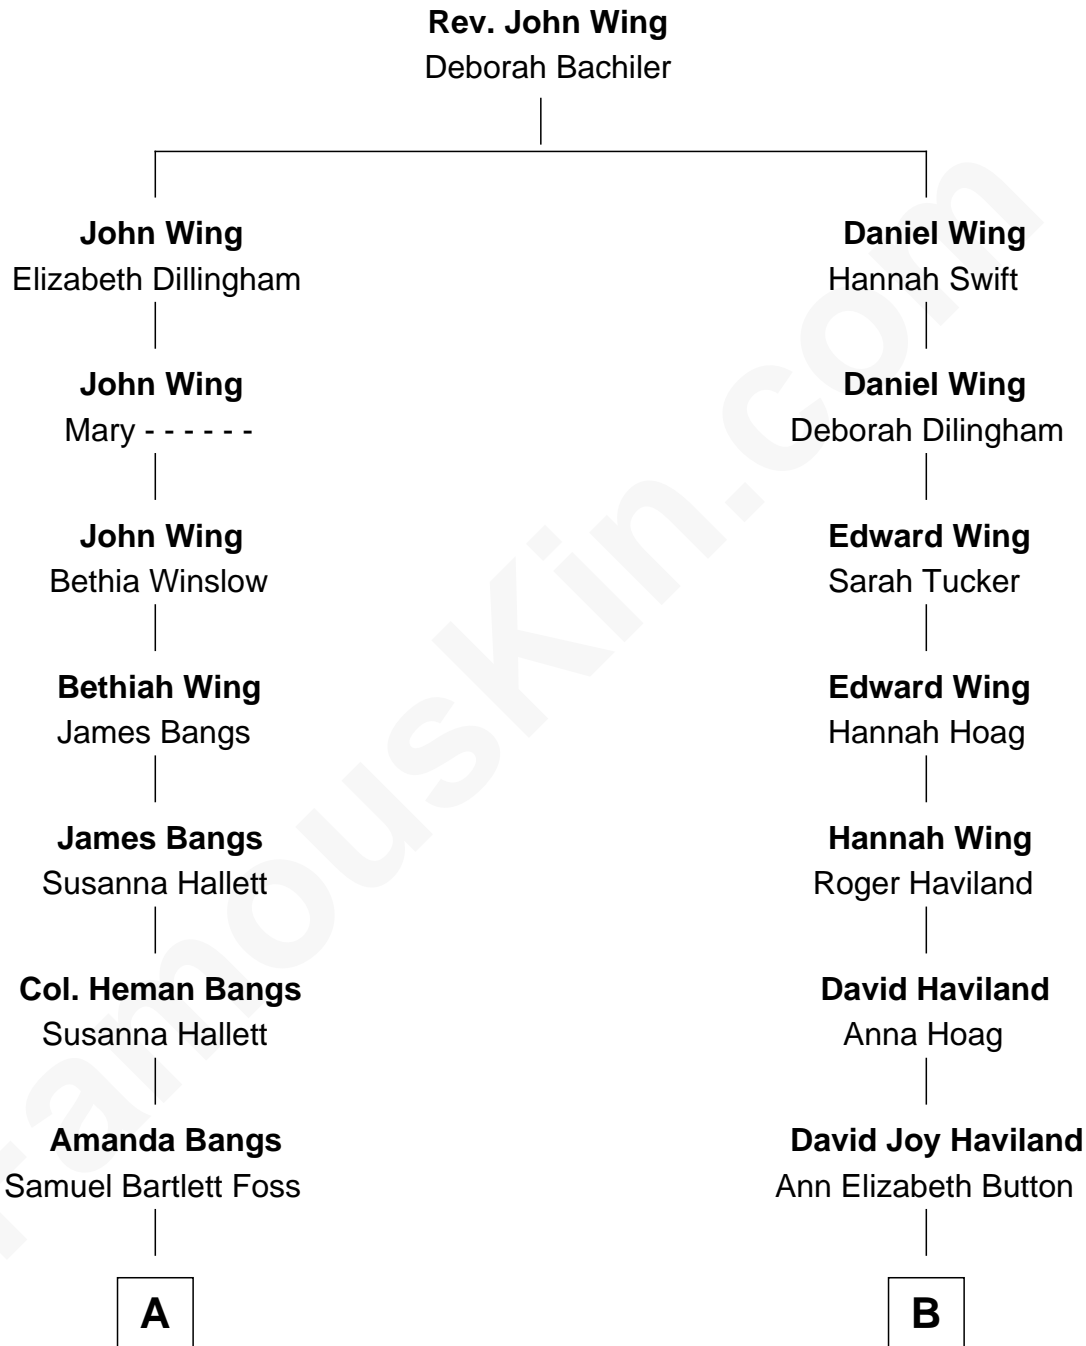 Rev. John Wing
Deborah Bachiler
John Wing
Elizabeth Dillingham
Daniel Wing
Hannah Swift
John Wing
Mary - - - - - -
Daniel Wing
Deborah Dilingham
John Wing
Bethia Winslow
Edward Wing
Sarah Tucker
Bethiah Wing
James Bangs
Edward Wing
Hannah Hoag
James Bangs
Susanna Hallett
Hannah Wing
Roger Haviland
Col. Heman Bangs
Susanna Hallett
David Haviland
Anna Hoag
Amanda Bangs
Samuel Bartlett Foss
David Joy Haviland
Ann Elizabeth Button
A
B
FamousKin.com